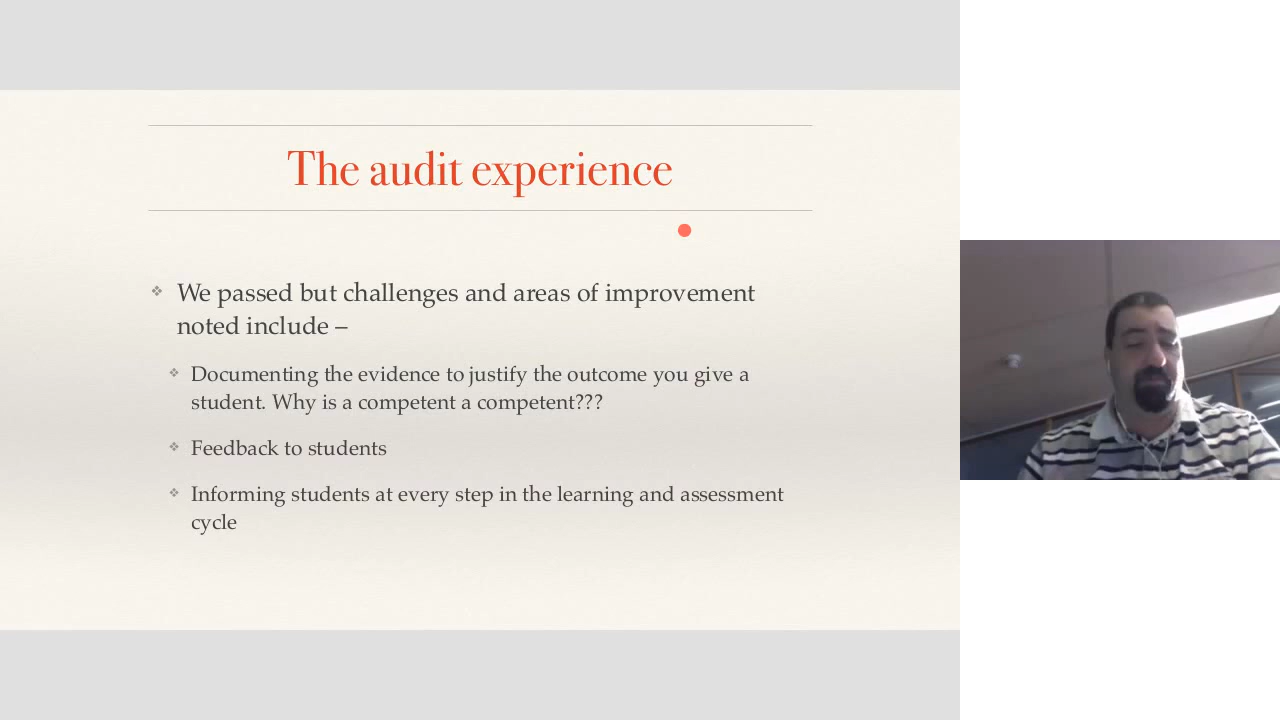 The audit experience
We passed but challenges and areas of improvement
noted include –
Documenting the evidence to justify the outcome you give a
student. Why is a competent a competent???
Feedback to students
Informing students at every step in the learning and assessment
cycle